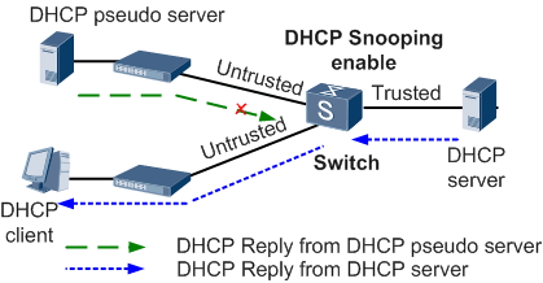 DHCP pseudo server
DHCP Snooping
enable
Untrusted
Trusted
S
Untrusted
Switch
DHCP
server
DHCP
client
DHCP Reply from DHCP pseudo server
DHCP Reply from DHCP server